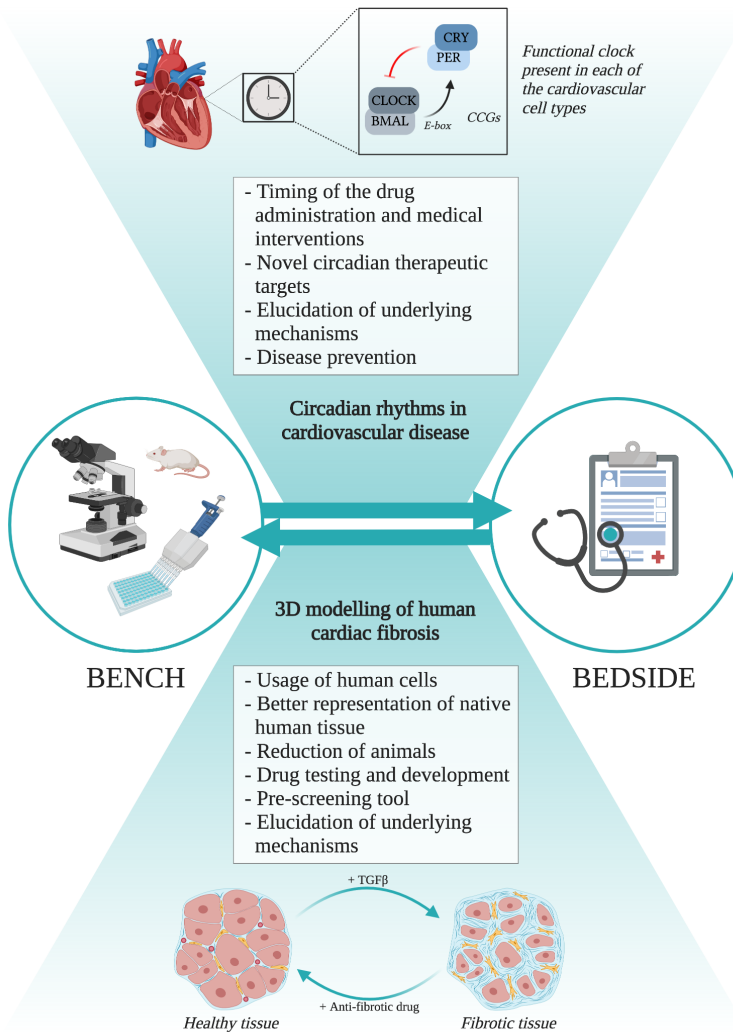 CRY
PER
CLOCK
BMAL
E-box
CCGs
Functional clock
present in each of
the cardiovascular
cell types
- Timing of the drug
administration and medical
interventions
- Novel circadian therapeutic
targets
- Elucidation of underlying
mechanisms
- Disease prevention
Circadian rhythms in
cardiovascular disease
BENCH
BEDSIDE
3D modelling of human
cardiac fibrosis
- Usage of human cells
- Better representation of native
human tissue
- Reduction of animals
- Drug testing and development
- Pre-screening tool
- Elucidation of underlying
mechanisms
+ TGFβ
+ Anti-fibrotic drug
Healthy tissue
Fibrotic tissue